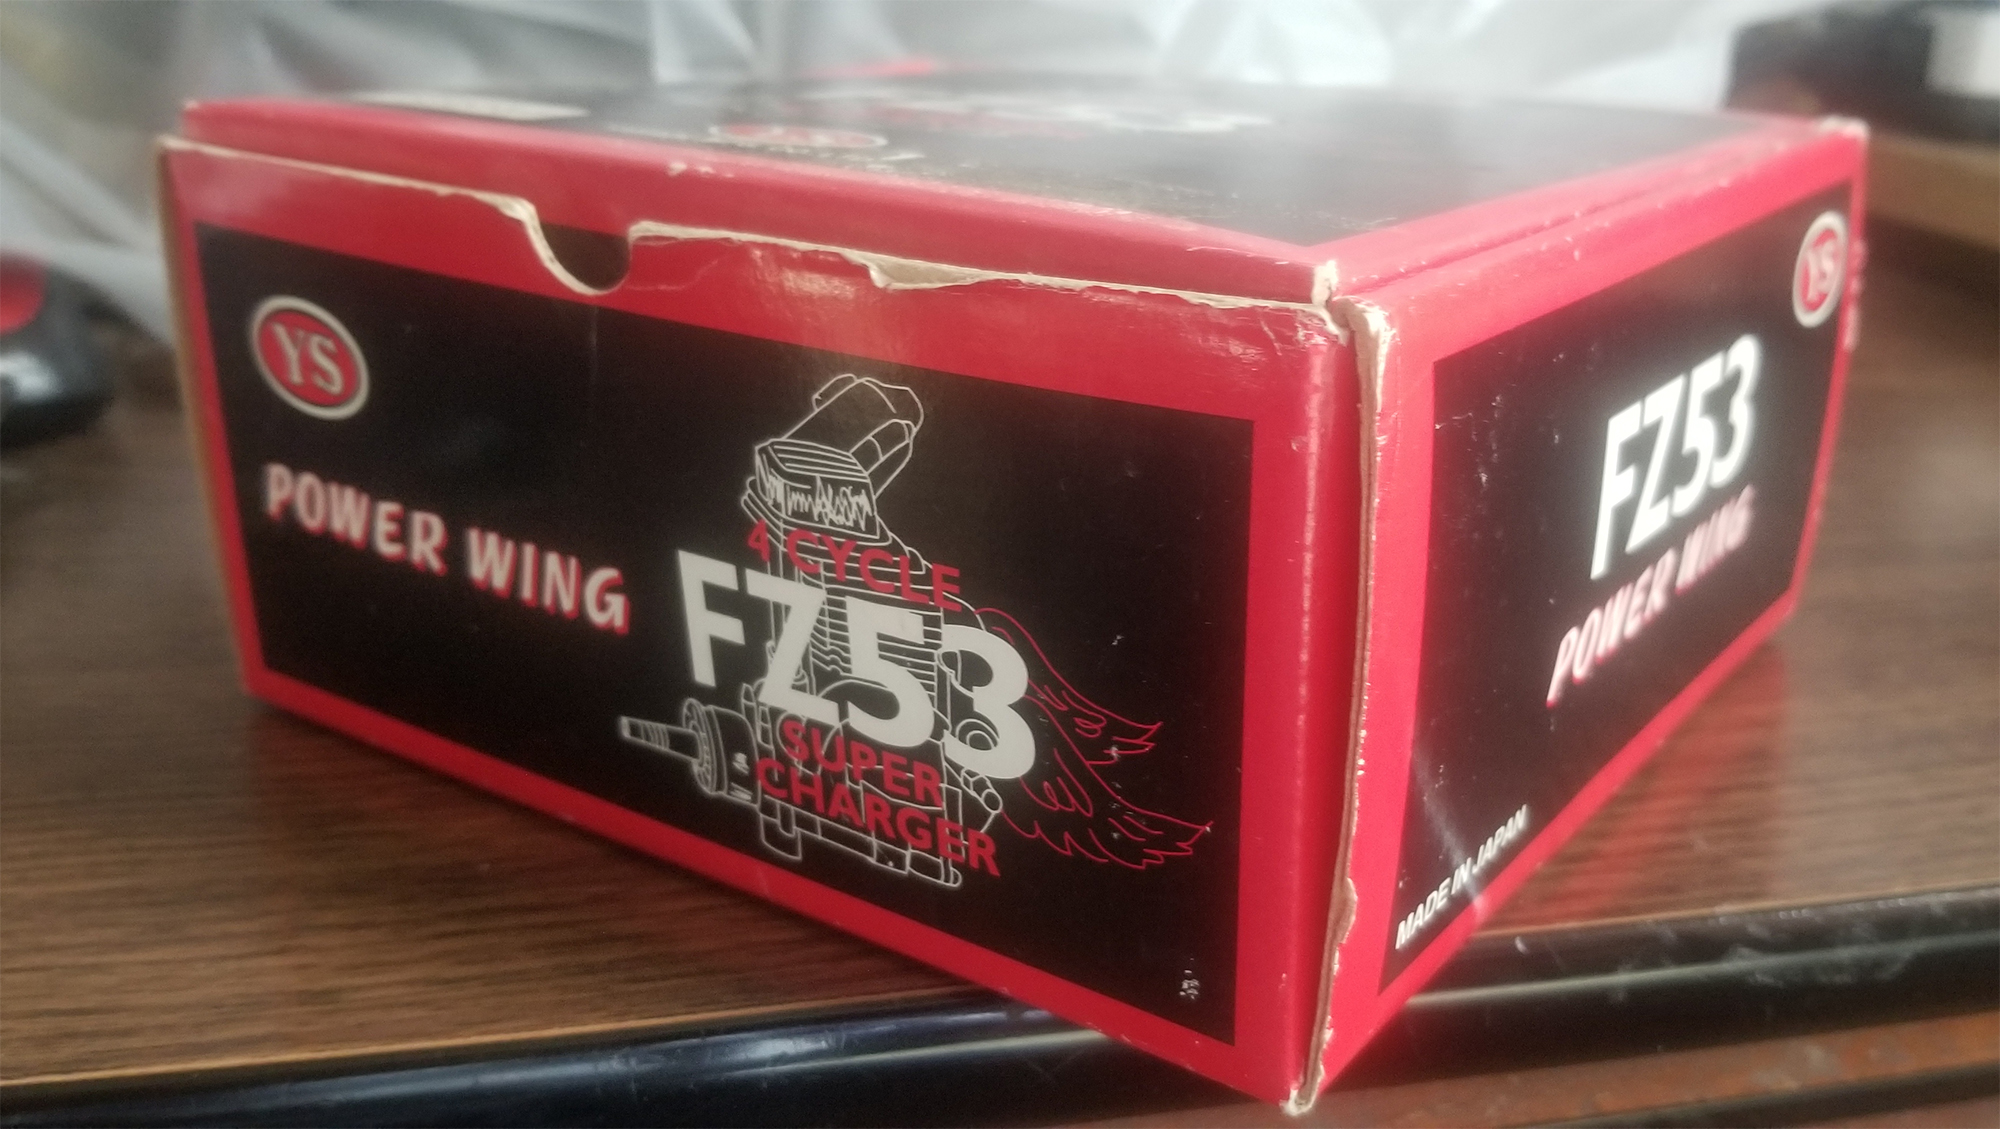 YS
POWER WING
4 CYCLE
FZ53
SUPER
CHARGER
YS
FZ53
POWER WING
MADE IN JAPAN